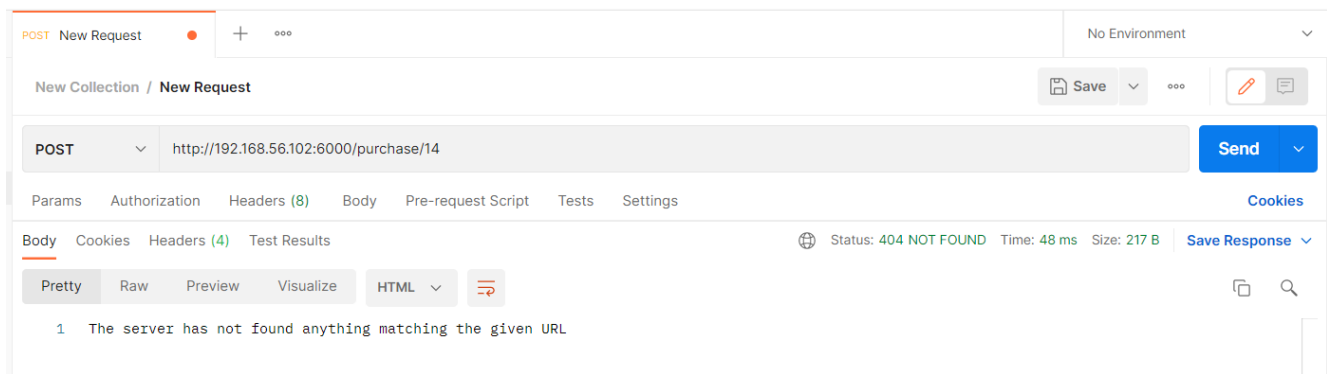 POST New Request
No Environment
New Collection / New Request
Save
POST http://192.168.56.102:6000/purchase/14 Send
Params Authorization Headers (8) Body Pre-request Script Tests Settings Cookies
Body Cookies Headers (4) Test Results Status: 404 NOT FOUND Time: 48 ms Size: 217 B Save Response
Pretty Raw Preview Visualize HTML
1 The server has not found anything matching the given URL